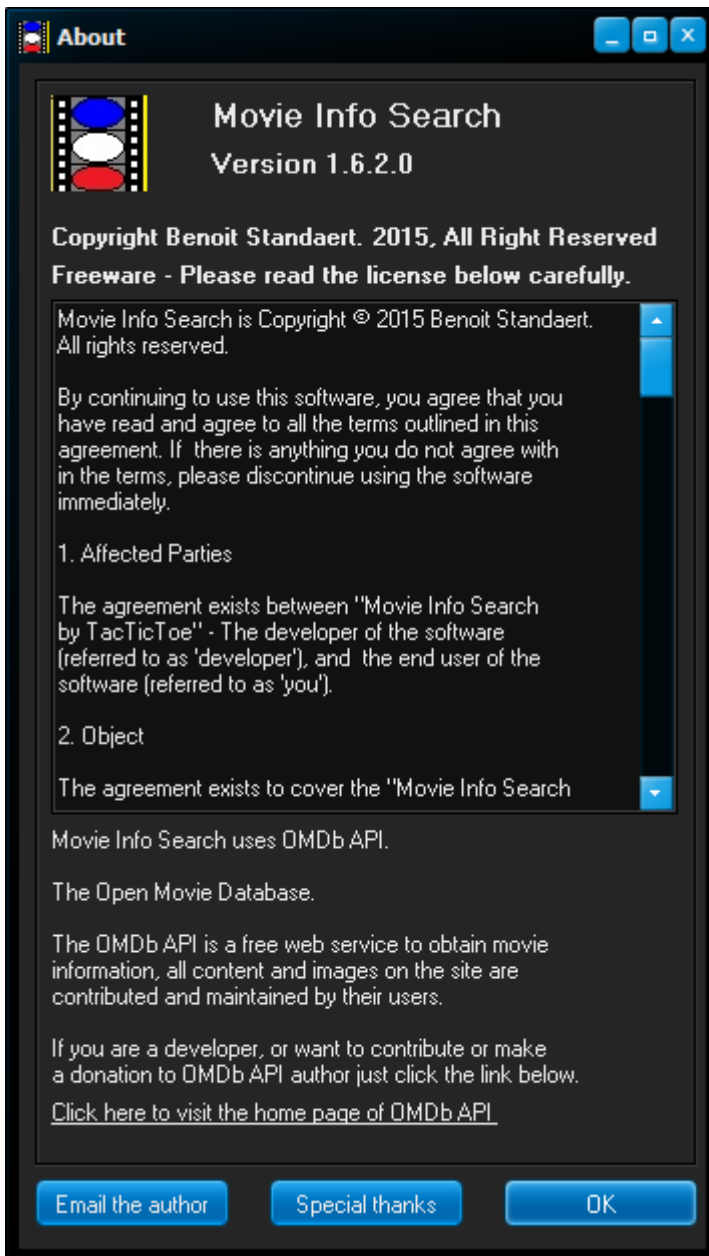 About
Movie Info Search
Version 1.6.2.0
Copyright Benoit Standaert. 2015, All Right Reserved
Freeware - Please read the license below carefully.
Movie Info Search is Copyright © 2015 Benoit Standaert.
All rights reserved.
By continuing to use this software, you agree that you
have read and agree to all the terms outlined in this
agreement. If  there is anything you do not agree with
in the terms, please discontinue using the software
immediately.
1. Affected Parties
The agreement exists between "Movie Info Search
by TacTicToe" - The developer of the software
(referred to as 'developer'), and  the end user of the
software (referred to as 'you').
2. Object
The agreement exists to cover the "Movie Info Search
Movie Info Search uses OMDb API.
The Open Movie Database.
The OMDb API is a free web service to obtain movie
information, all content and images on the site are
contributed and maintained by their users.
If you are a developer, or want to contribute or make
a donation to OMDb API author just click the link below.
Click here to visit the home page of OMDb API
Email the author
Special thanks
OK